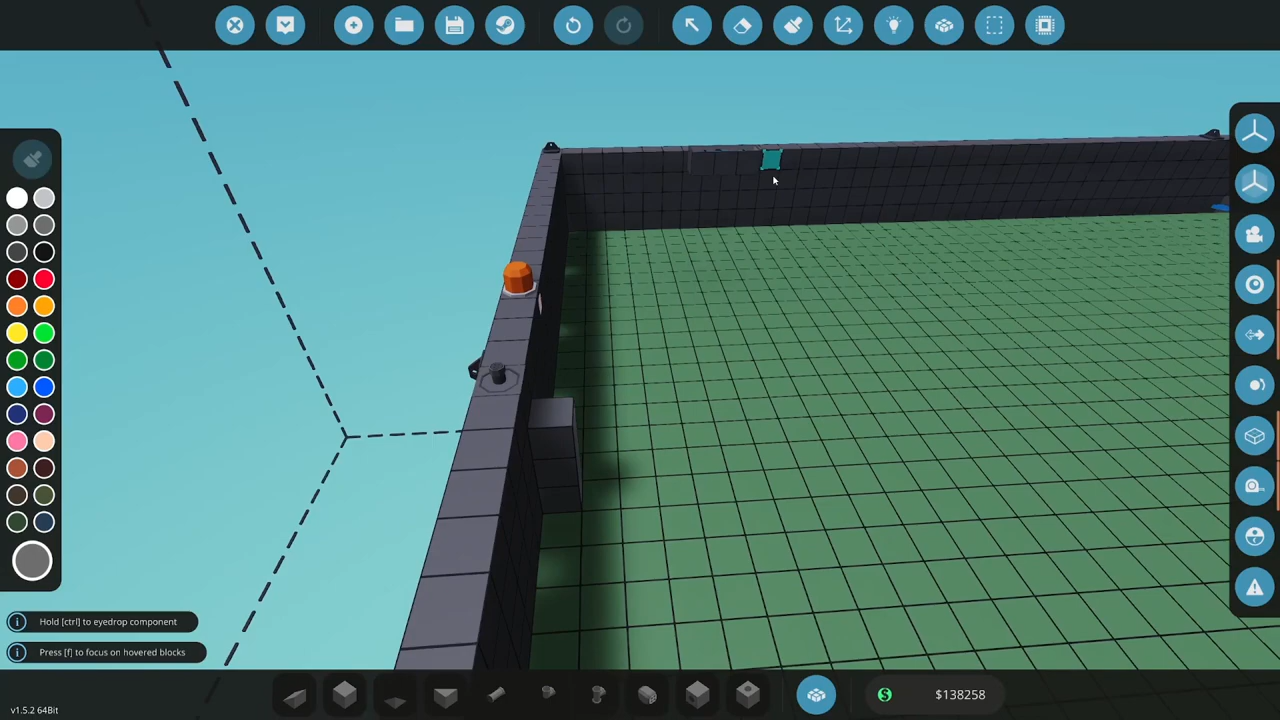 Hold [ctrl] to eyedrop component
Press [f] to focus on hovered blocks
$138258
v1.5.2 64Bit